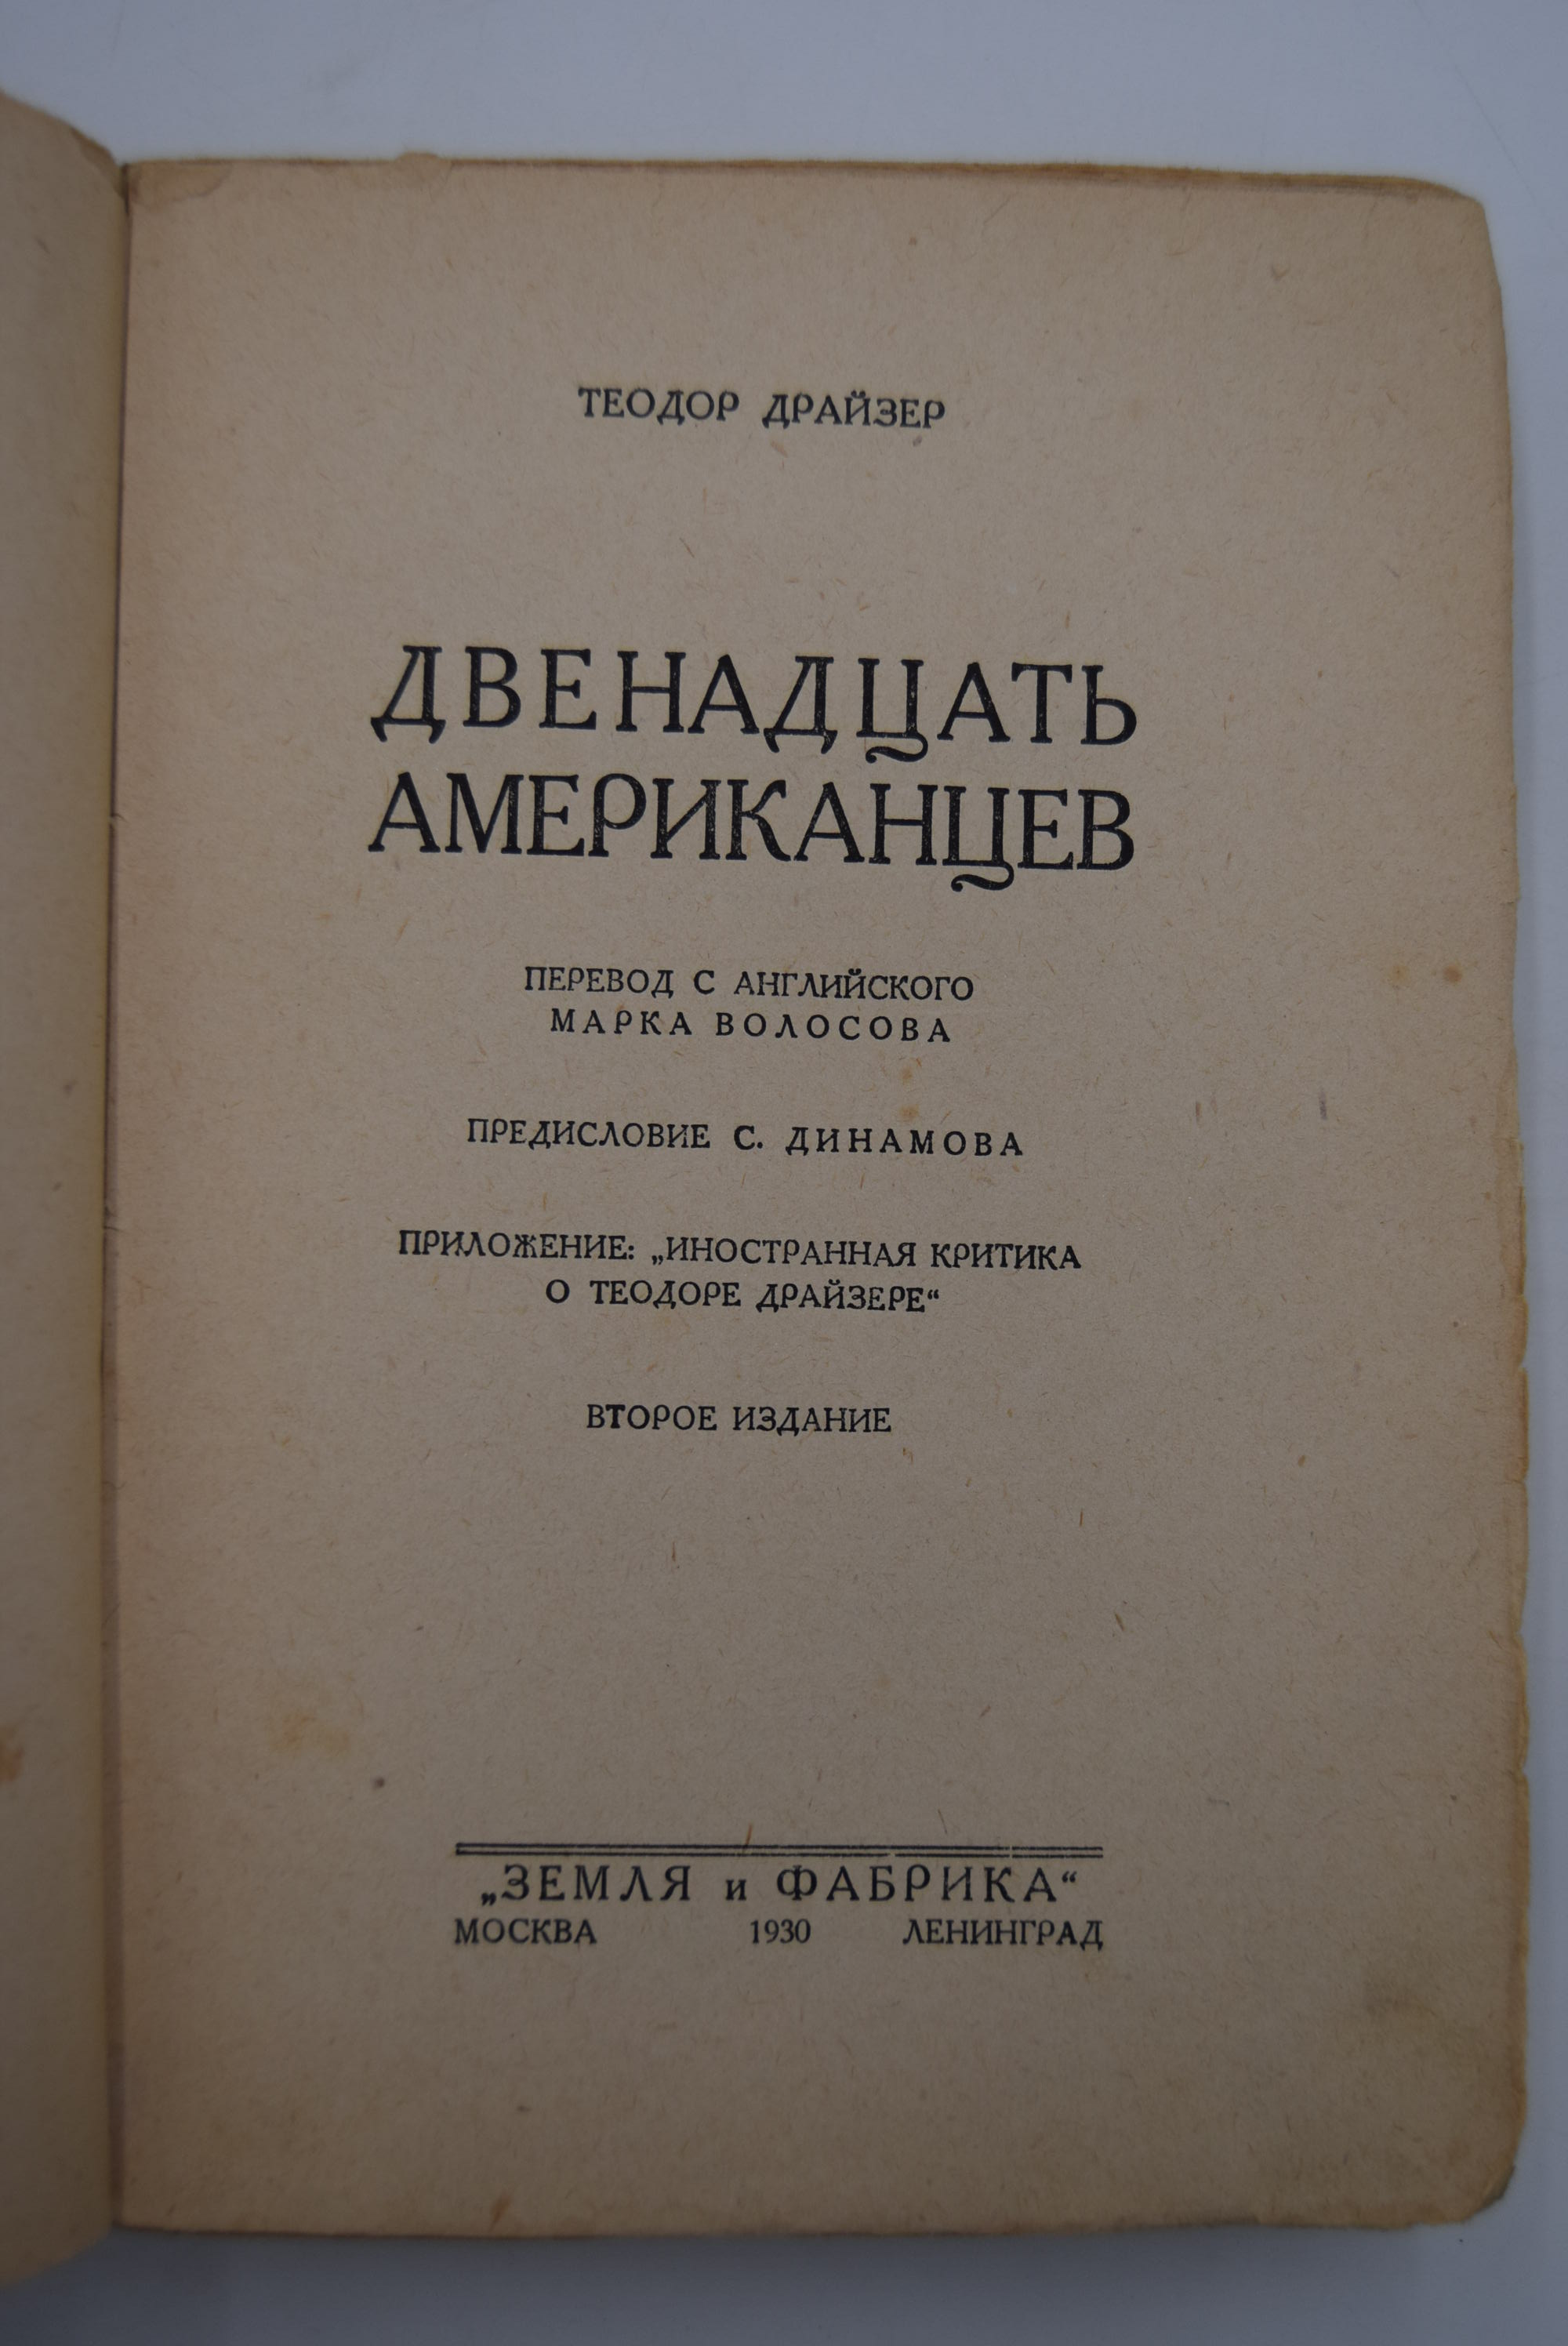 ТЕОДОР ДРАЙЗЕР
ДВЕНАДЦАТЬ
АМЕРИКАНЦЕВ
ПЕРЕВОД С АНГЛИЙСКОГО
МАРКА ВОЛОСОВА
ПРЕДИСЛОВИЕ С. ДИНАМОВА
ПРИЛОЖЕНИЕ: „ИНОСТРАННАЯ КРИТИКА
О ТЕОДОРЕ ДРАЙЗЕРЕ“
ВТОРОЕ ИЗДАНИЕ
„ЗЕМЛЯ и ФАБРИКА“
МОСКВА 1930 ЛЕНИНГРАД